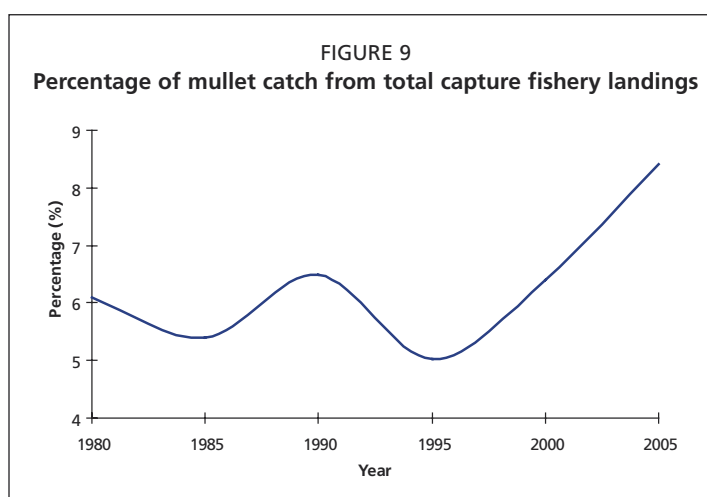 FIGURE 9
Percentage of mullet catch from total capture fishery landings
Percentage (%)
9
8
7
6
5
4
1980 1985 1990 1995 2000 2005
Year